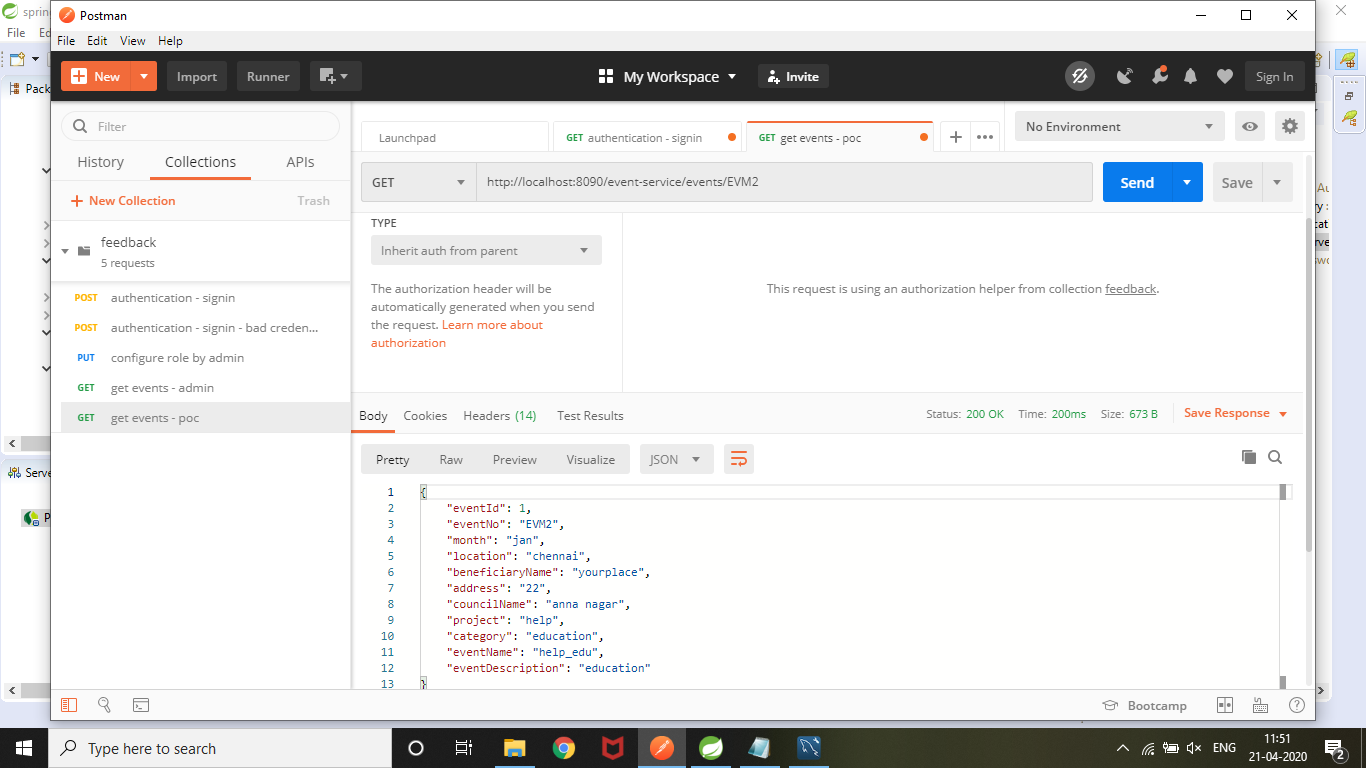 sprin
Postman
File Ed
File Edit View Help
New Import Runner My Workspace Invite Sign In
Pack
Filter
Launchpad GET authentication - signin GET get events - poc No Environment
History Collections APIs
GET http://localhost:8090/event-service/events/EVM2 Send Save
+ New Collection Trash
TYPE
feedback
5 requests
Inherit auth from parent
The authorization header will be
automatically generated when you send
the request. Learn more about
authorization
This request is using an authorization helper from collection feedback.
POST authentication - signin
POST authentication - signin - bad creden...
PUT configure role by admin
GET get events - admin
GET get events - poc
Body Cookies Headers (14) Test Results Status: 200 OK Time: 200ms Size: 673 B Save Response
Pretty Raw Preview Visualize JSON
Serve
1 {
2 "eventId": 1,
3 "eventNo": "EVM2",
4 "month": "jan",
5 "location": "chennai",
6 "beneficiaryName": "yourplace",
7 "address": "22",
8 "councilName": "anna nagar",
9 "project": "help",
10 "category": "education",
11 "eventName": "help_edu",
12 "eventDescription": "education"
13 }
Bootcamp
Type here to search
ENG
11:51
21-04-2020
2